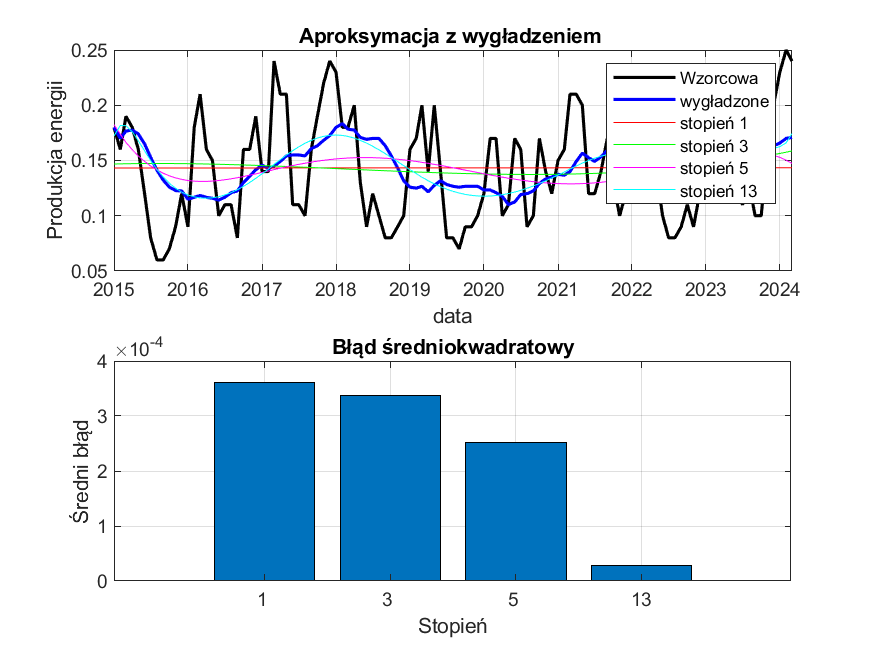 Aproksymacja z wygładzeniem
0.25
0.2
0.15
0.1
0.05
Produkcja energii
Wzorcowa
wygładzone
stopień 1
stopień 3
stopień 5
stopień 13
2015 2016 2017 2018 2019 2020 2021 2022 2023 2024
data
Błąd średniokwadratowy
×10-4
4
3
2
1
0
Średni błąd
1 3 5 13
Stopień